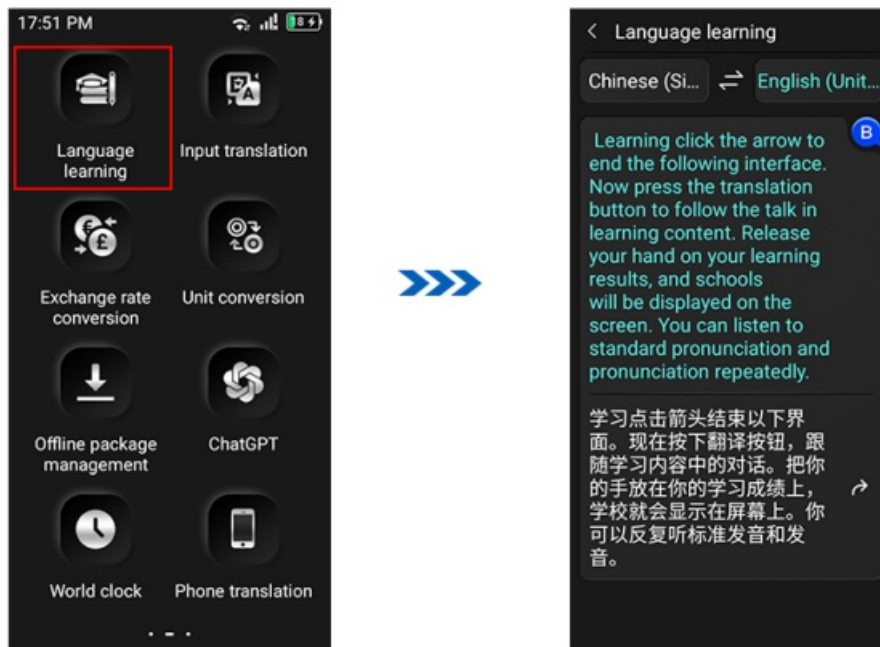 17:51 PM
18
Language
learning
Input translation
Exchange rate
conversion
Unit conversion
Offline package
management
ChatGPT
World clock
Phone translation
Language learning
Chinese (Si...
English (Unit...
B
Learning click the arrow to
end the following interface.
Now press the translation
button to follow the talk in
learning content. Release
your hand on your learning
results, and schools
will be displayed on the
screen. You can listen to
standard pronunciation and
pronunciation repeatedly.
学习点击箭头结束以下界
面。现在按下翻译按钮，跟
随学习内容中的对话。把你
的手放在你的学习成绩上，
学校就会显示在屏幕上。你
可以反复听标准发音和发
音。